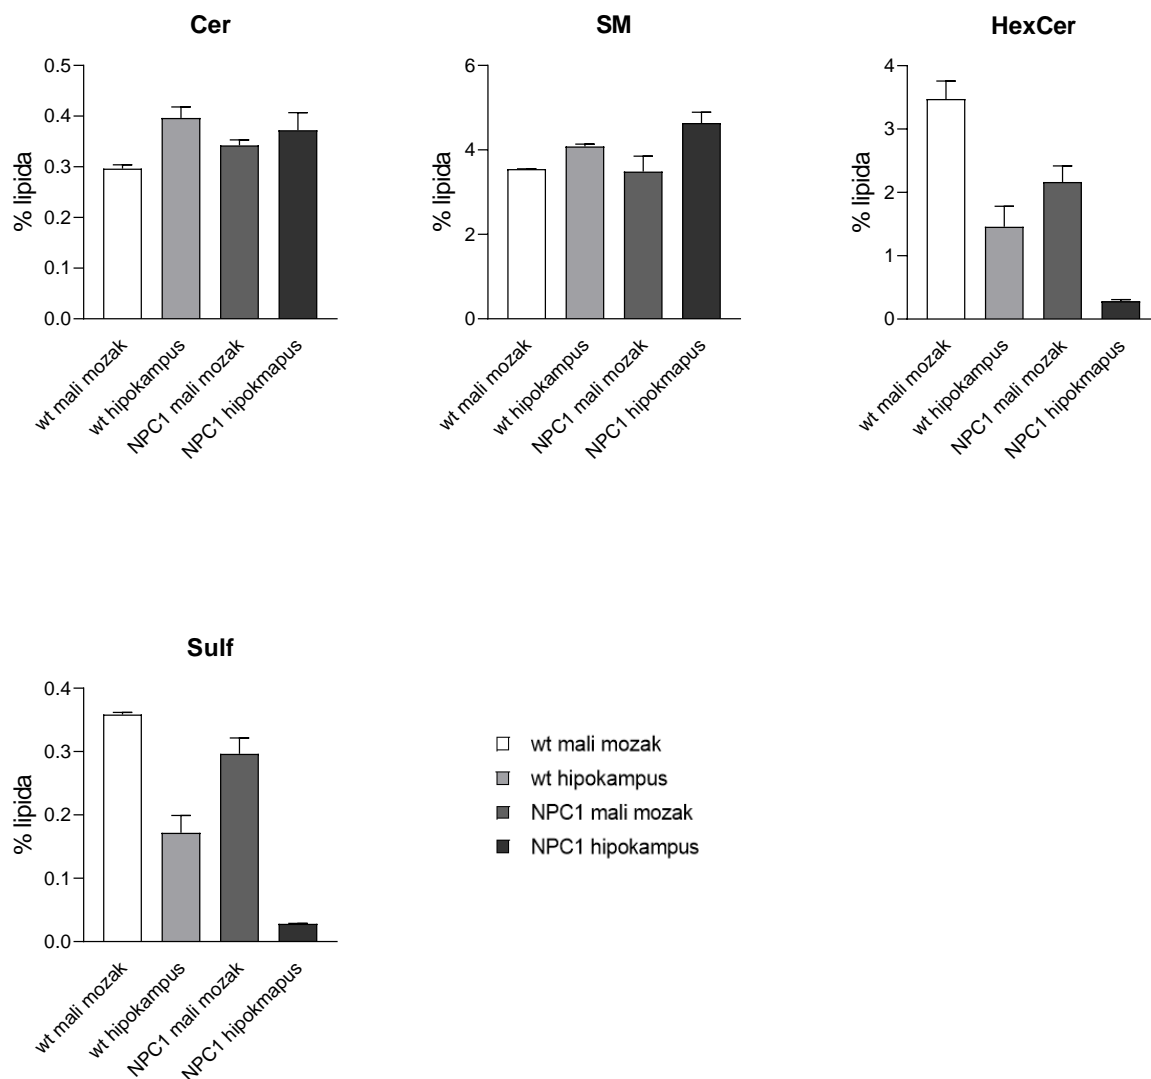 Cer
% lipida
0.5
0.4
0.3
0.2
0.1
0.0
wt mali mozak
wt hipokampus
NPC1 mali mozak
NPC1 hipokmapus
SM
% lipida
6
4
2
0
wt mali mozak
wt hipokampus
NPC1 mali mozak
NPC1 hipokmapus
HexCer
% lipida
4
3
2
1
0
wt mali mozak
wt hipokampus
NPC1 mali mozak
NPC1 hipokmapus
Sulf
% lipida
0.4
0.3
0.2
0.1
0.0
wt mali mozak
wt hipokampus
NPC1 mali mozak
NPC1 hipokmapus
wt mali mozak
wt hipokampus
NPC1 mali mozak
NPC1 hipokampus